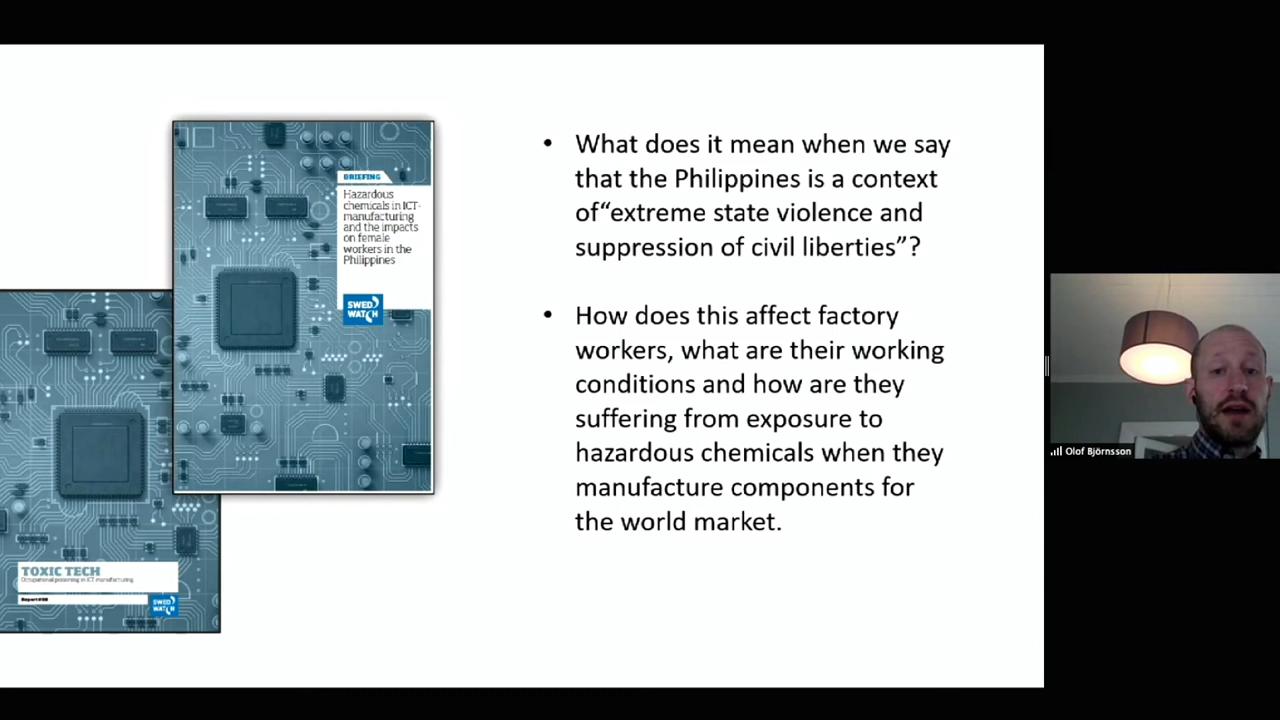 BRIEFING
Hazardous
chemicals in ICT-
manufacturing
and the impacts
on female
workers in the
Philippines
SWED
WATCH
TOXIC TECH
Occupational poisoning in ICT manufacturing
Report #98
SWED
WATCH
• What does it mean when we say
that the Philippines is a context
of“extreme state violence and
suppression of civil liberties”?
• How does this affect factory
workers, what are their working
conditions and how are they
suffering from exposure to
hazardous chemicals when they
manufacture components for
the world market.
Olof Björnsson